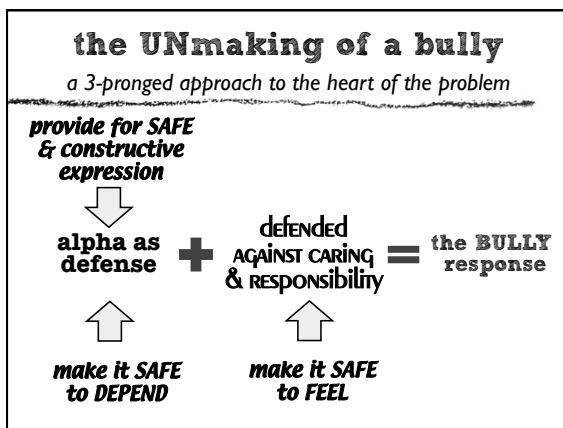 the UNmaking of a bully
a 3-pronged approach to the heart of the problem
provide for SAFE
& constructive
expression
alpha as
defense
+
defended
AGAINST CARING
& RESPONSIBILITY
=
the BULLY
response
make it SAFE
to DEPEND
make it SAFE
to FEEL